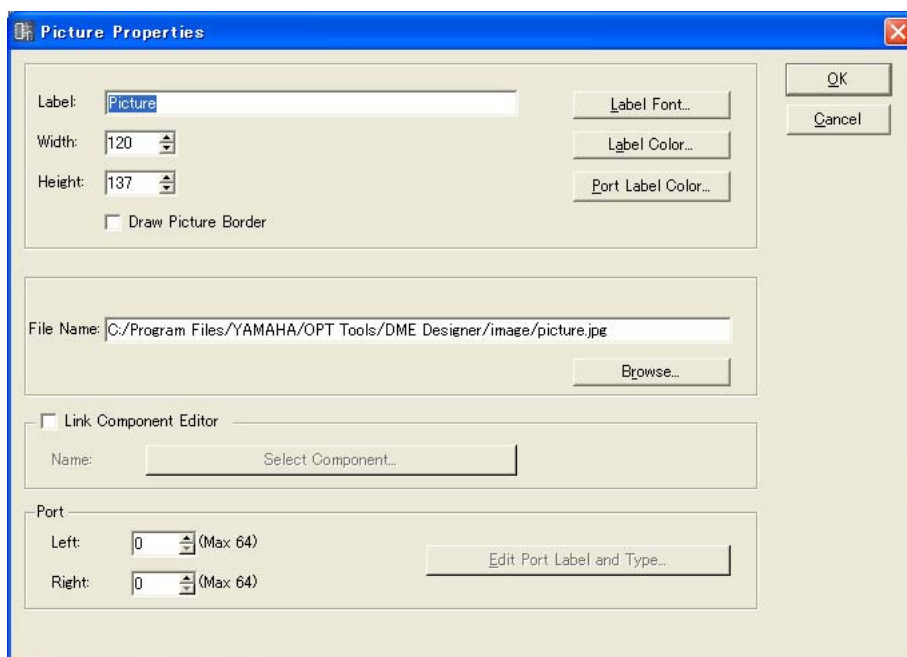 Picture Properties
OK
Cancel
Label: Picture
Label Font...
Width: 120
Label Color...
Height: 137
Port Label Color...
Draw Picture Border
File Name: C:/Program Files/YAMAHA/OPT Tools/DME Designer/image/picture.jpg
Browse...
Link Component Editor
Name: Select Component...
Port
Left: 0 (Max 64)
Edit Port Label and Type...
Right: 0 (Max 64)